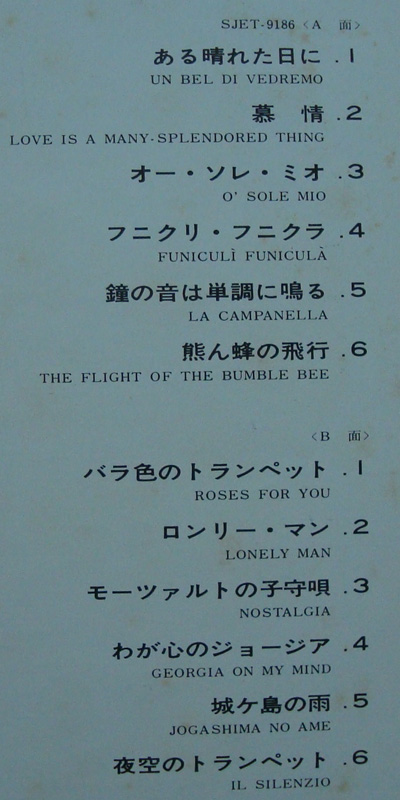 SJET-9186〈A 面〉
ある晴れた日に .1
UN BEL DI VEDREMO
慕 情 .2
LOVE IS A MANY-SPLENDORED THING
オー・ソレ・ミオ .3
O' SOLE MIO
フニクリ・フニクラ .4
FUNICULÌ FUNICULÀ
鐘の音は単調に鳴る .5
LA CAMPANELLA
熊ん蜂の飛行 .6
THE FLIGHT OF THE BUMBLE BEE
〈B 面〉
バラ色のトランペット .1
ROSES FOR YOU
ロンリー・マン .2
LONELY MAN
モーツァルトの子守唄 .3
NOSTALGIA
わが心のジョージア .4
GEORGIA ON MY MIND
城ケ島の雨 .5
JOGASHIMA NO AME
夜空のトランペット .6
IL SILENZIO